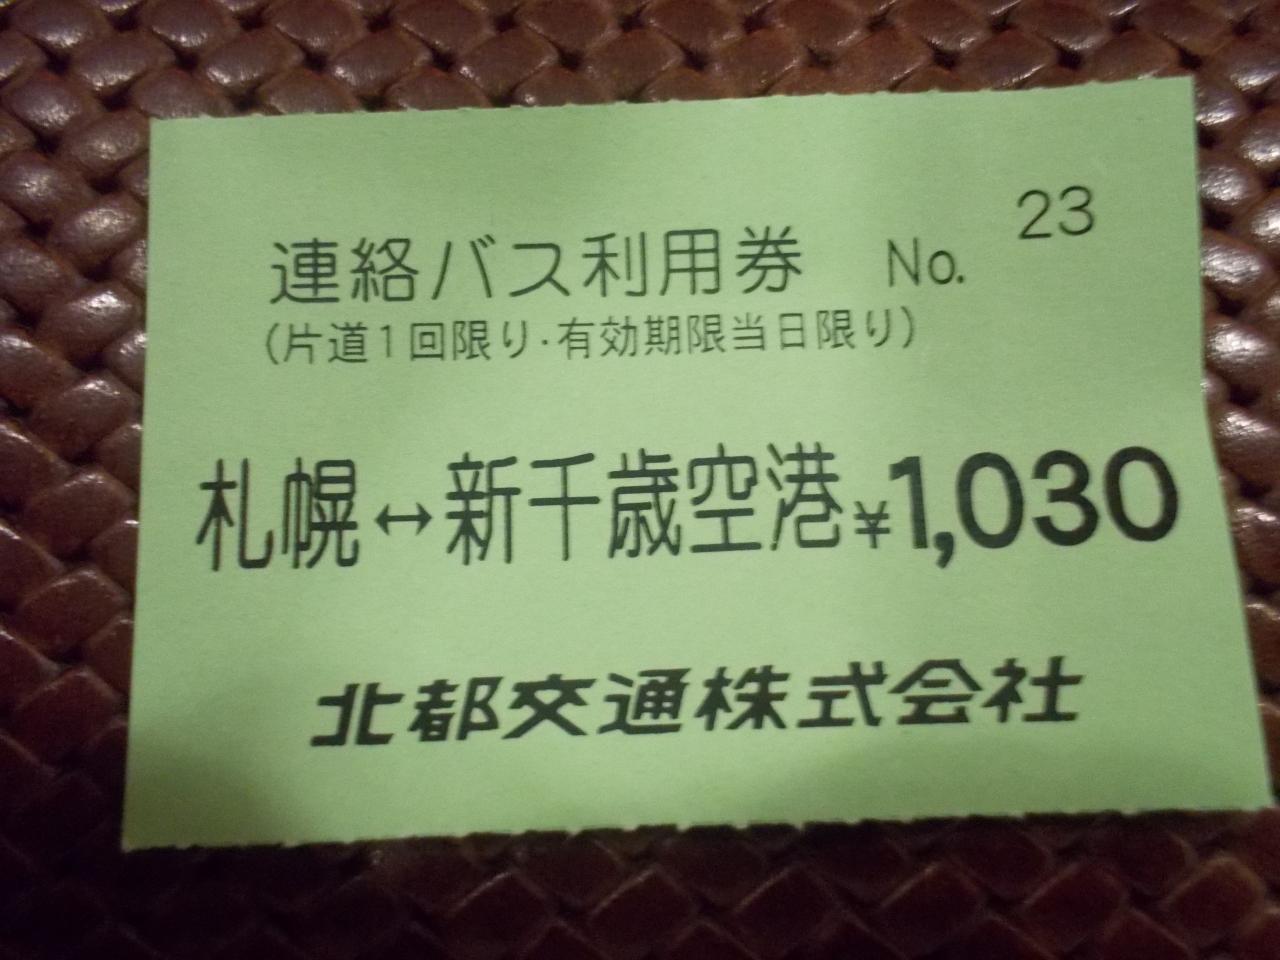 連絡バス利用券 No. 23
(片道1回限り・有効期限当日限り)
札幌↔新千歳空港¥1,030
北都交通株式会社